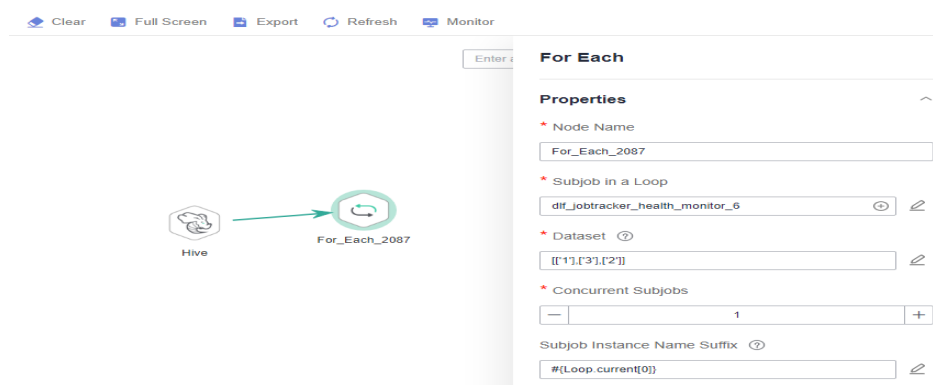 Clear Full Screen Export Refresh Monitor
Enter a
For Each
Properties
* Node Name
For_Each_2087
* Subjob in a Loop
dlf_jobtracker_health_monitor_6
* Dataset
[['1'],['3'],['2']]
* Concurrent Subjobs
1
Subjob Instance Name Suffix
#{Loop.current[0]}
Hive
For_Each_2087